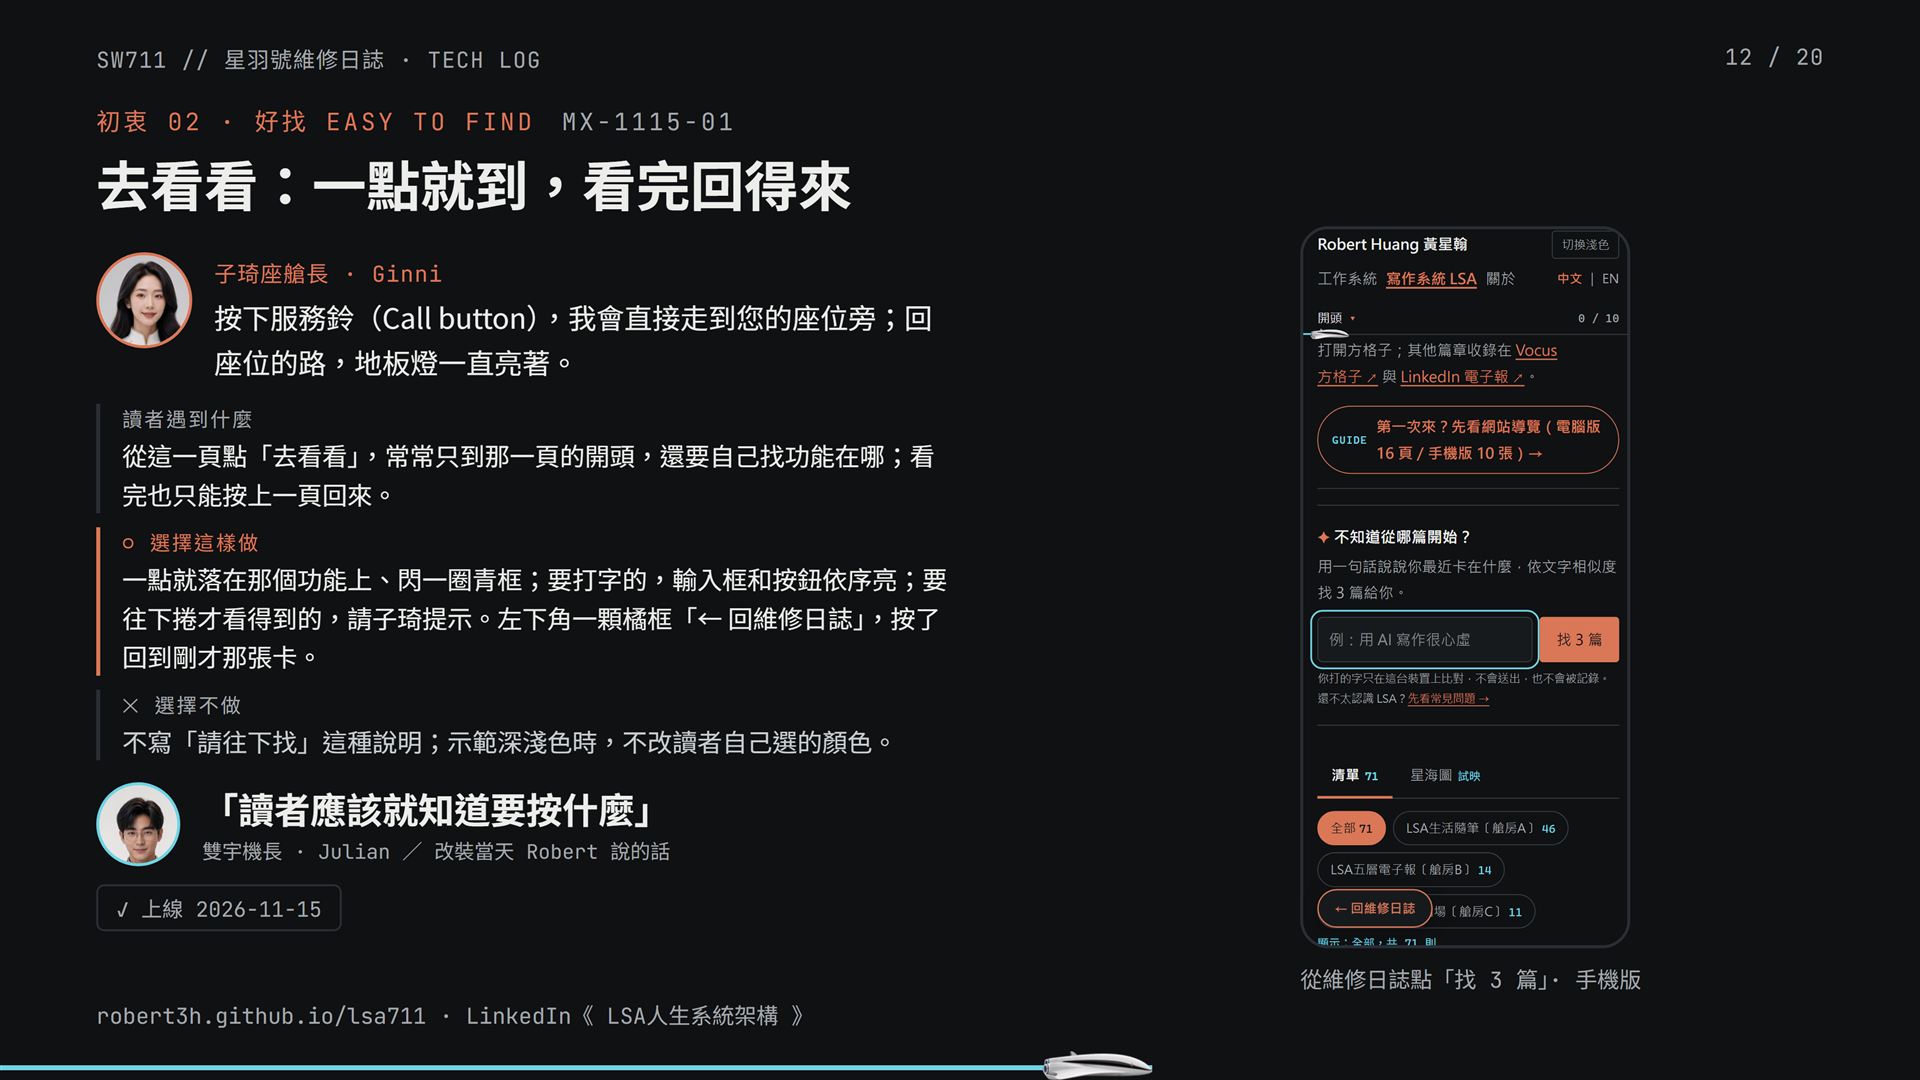 SW711 // 星羽號維修日誌 · TECH LOG
12 / 20
初衷 02 · 好找 EASY TO FIND MX-1115-01
去看看：一點就到，看完回得來
子琦座艙長 · Ginni
按下服務鈴（Call button），我會直接走到您的座位旁；回
座位的路，地板燈一直亮著。
讀者遇到什麼
從這一頁點「去看看」，常常只到那一頁的開頭，還要自己找功能在哪；看
完也只能按上一頁回來。
○ 選擇這樣做
一點就落在那個功能上、閃一圈青框；要打字的，輸入框和按鈕依序亮；要
往下捲才看得到的，請子琦提示。左下角一顆橘框「← 回維修日誌」，按了
回到剛才那張卡。
× 選擇不做
不寫「請往下找」這種說明；示範深淺色時，不改讀者自己選的顏色。
「讀者應該就知道要按什麼」
雙宇機長 · Julian ／ 改裝當天 Robert 說的話
✓ 上線 2026-11-15
robert3h.github.io/lsa711 · LinkedIn《 LSA人生系統架構 》
Robert Huang 黃星翰
切換淺色
工作系統 寫作系統 LSA 關於 中文 | EN
開頭 ▾ 0 / 10
打開方格子；其他篇章收錄在 Vocus
方格子 ↗ 與 LinkedIn 電子報 ↗。
GUIDE 第一次來？先看網站導覽（電腦版
16 頁 / 手機版 10 張）→
✦ 不知道從哪篇開始？
用一句話說說你最近卡在什麼，依文字相似度
找 3 篇給你。
例：用 AI 寫作很心虛
找 3 篇
你打的字只在這台裝置上比對，不會送出，也不會被記錄。
還不太認識 LSA？先看常見問題 →
清單 71 星海圖 試映
全部 71 LSA生活隨筆〔艙房A〕 46
LSA五層電子報〔艙房B〕 14
← 回維修日誌
塌〔艙房C〕 11
顯示：全部，共 71 則
從維修日誌點「找 3 篇」· 手機版